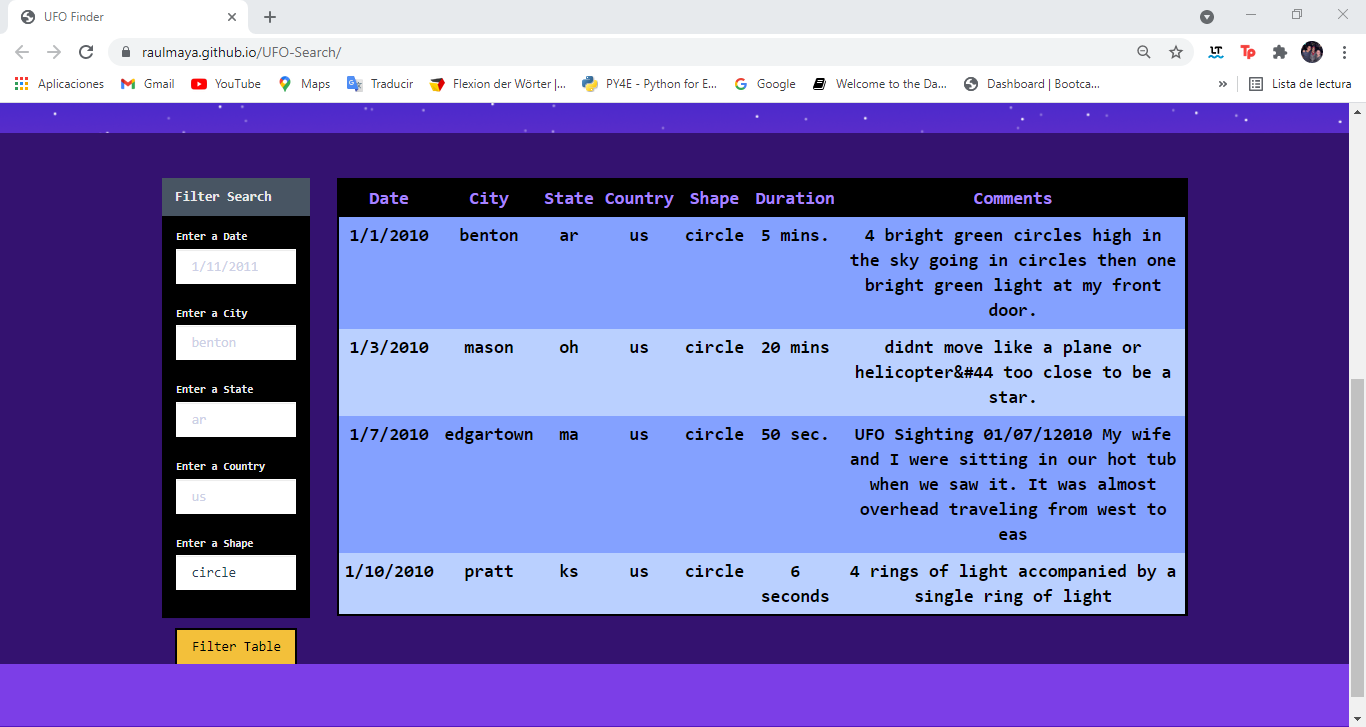 UFO Finder
raulmaya.github.io/UFO-Search/
LT
Tp
Aplicaciones
Gmail
YouTube
Maps
Traducir
Flexion der Wörter |...
PY4E - Python for E...
Google
Welcome to the Da...
Dashboard | Bootca...
»
Lista de lectura
Filter Search
Enter a Date
1/11/2011
Enter a City
benton
Enter a State
ar
Enter a Country
us
Enter a Shape
circle
Filter Table
Date City State Country Shape Duration Comments
1/1/2010 benton ar us circle 5 mins. 4 bright green circles high in
the sky going in circles then one
bright green light at my front
door.
1/3/2010 mason oh us circle 20 mins didnt move like a plane or
helicopter&#44 too close to be a
star.
1/7/2010 edgartown ma us circle 50 sec. UFO Sighting 01/07/12010 My wife
and I were sitting in our hot tub
when we saw it. It was almost
overhead traveling from west to
eas
1/10/2010 pratt ks us circle 6 4 rings of light accompanied by a
seconds single ring of light